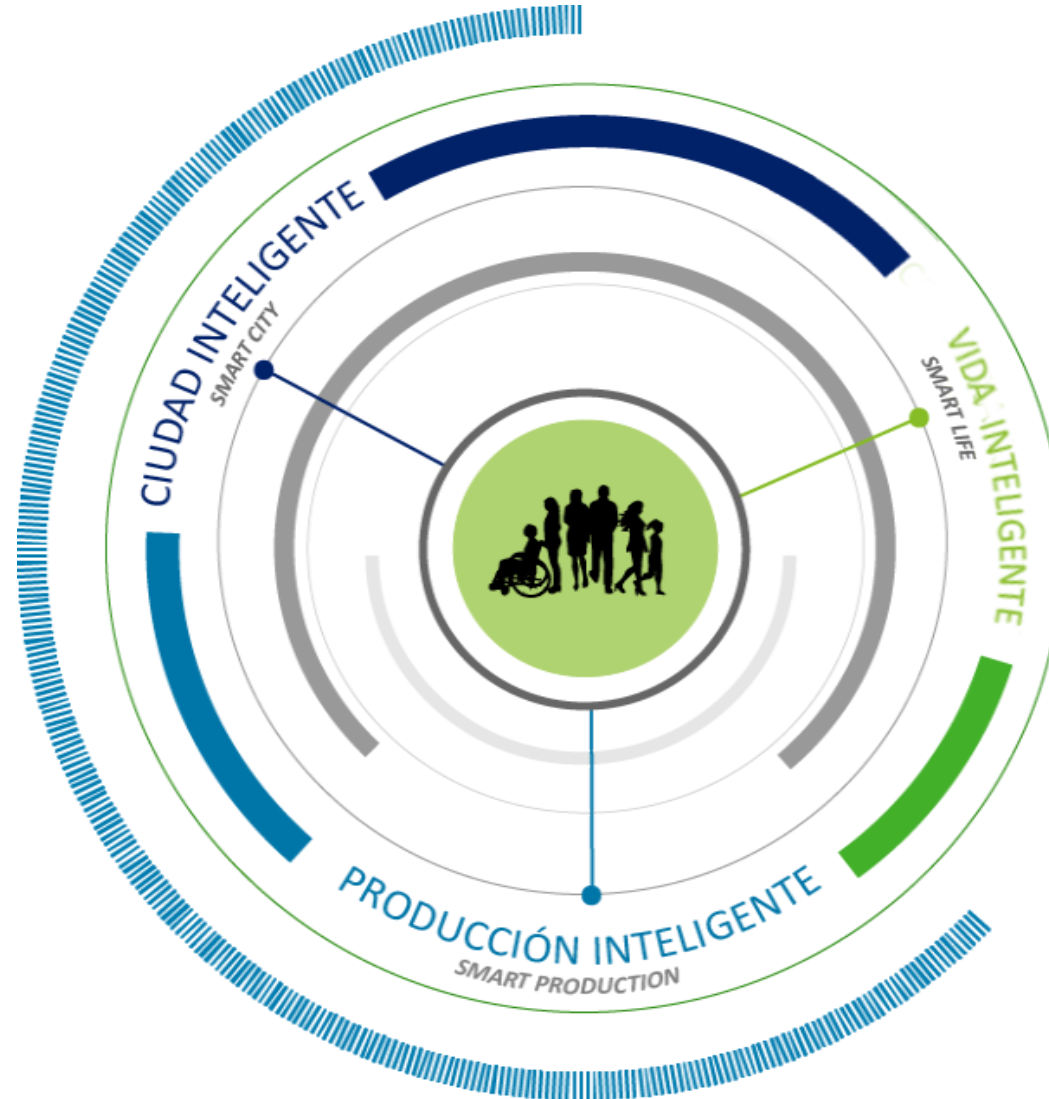 CIUDAD INTELIGENTE
SMART CITY
VIDA INTELIGENTE
SMART LIFE
PRODUCCIÓN INTELIGENTE
SMART PRODUCTION